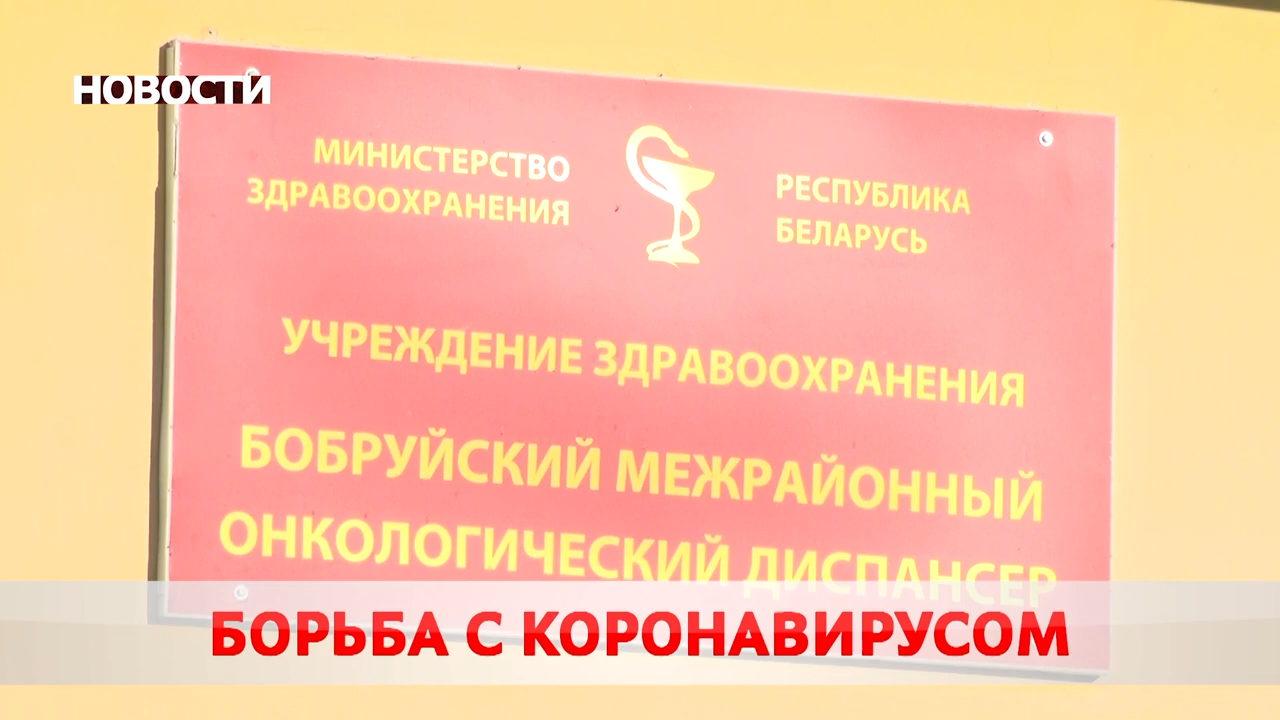 НОВОСТИ
МИНИСТЕРСТВО
ЗДРАВООХРАНЕНИЯ
РЕСПУБЛИКА
БЕЛАРУСЬ
УЧРЕЖДЕНИЕ ЗДРАВООХРАНЕНИЯ
БОБРУЙСКИЙ МЕЖРАЙОННЫЙ
ОНКОЛОГИЧЕСКИЙ ДИСПАНСЕР
БОРЬБА С КОРОНАВИРУСОМ